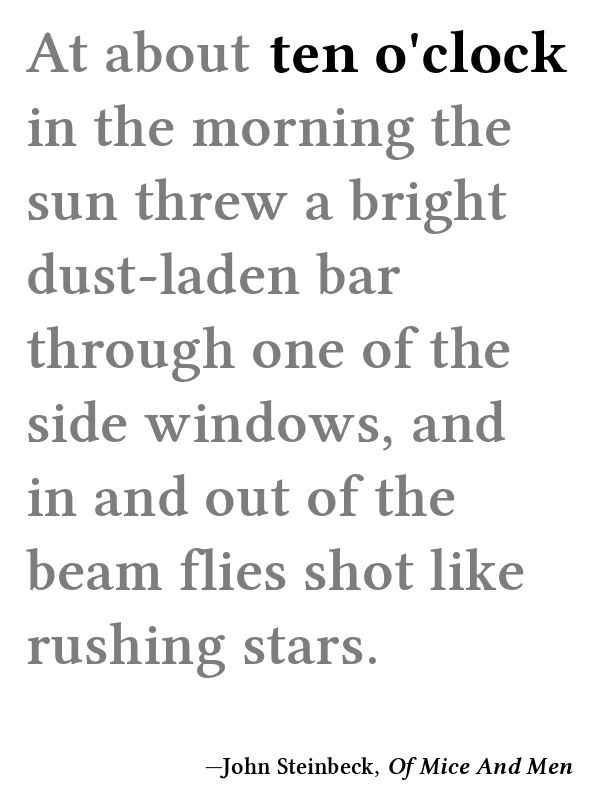 At about ten o'clock
in the morning the
sun threw a bright
dust-laden bar
through one of the
side windows, and
in and out of the
beam flies shot like
rushing stars.
—John Steinbeck, Of Mice And Men